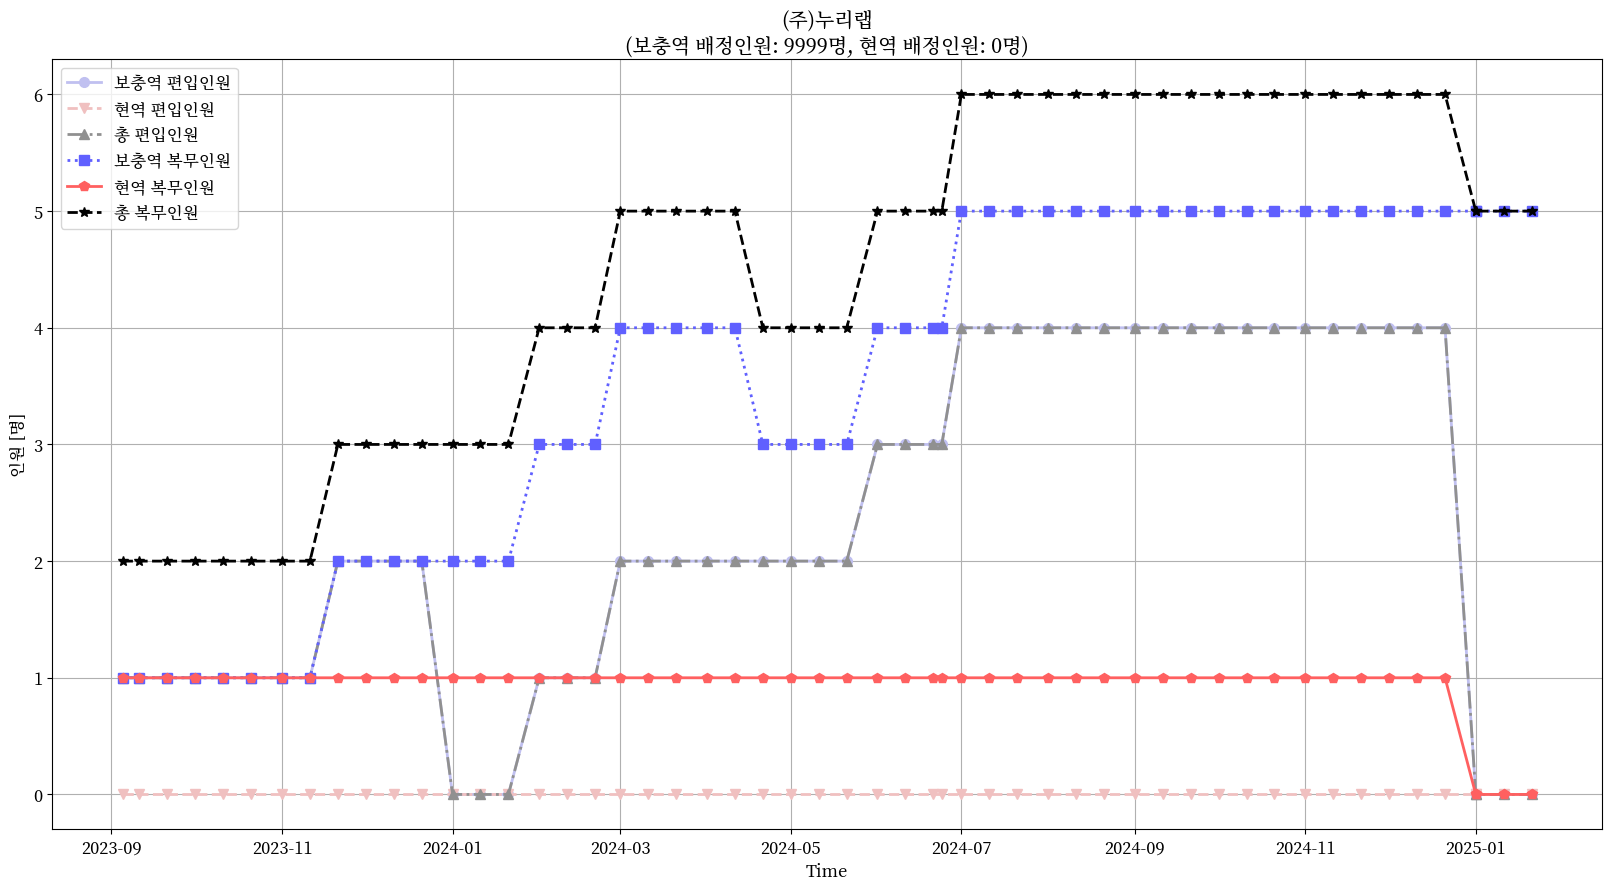 (주)누리랩
(보충역 배정인원: 9999명, 현역 배정인원: 0명)
보충역 편입인원
현역 편입인원
총 편입인원
보충역 복무인원
현역 복무인원
총 복무인원
인원 [명]
6
5
4
3
2
1
0
2023-09
2023-11
2024-01
2024-03
2024-05
2024-07
2024-09
2024-11
2025-01
Time